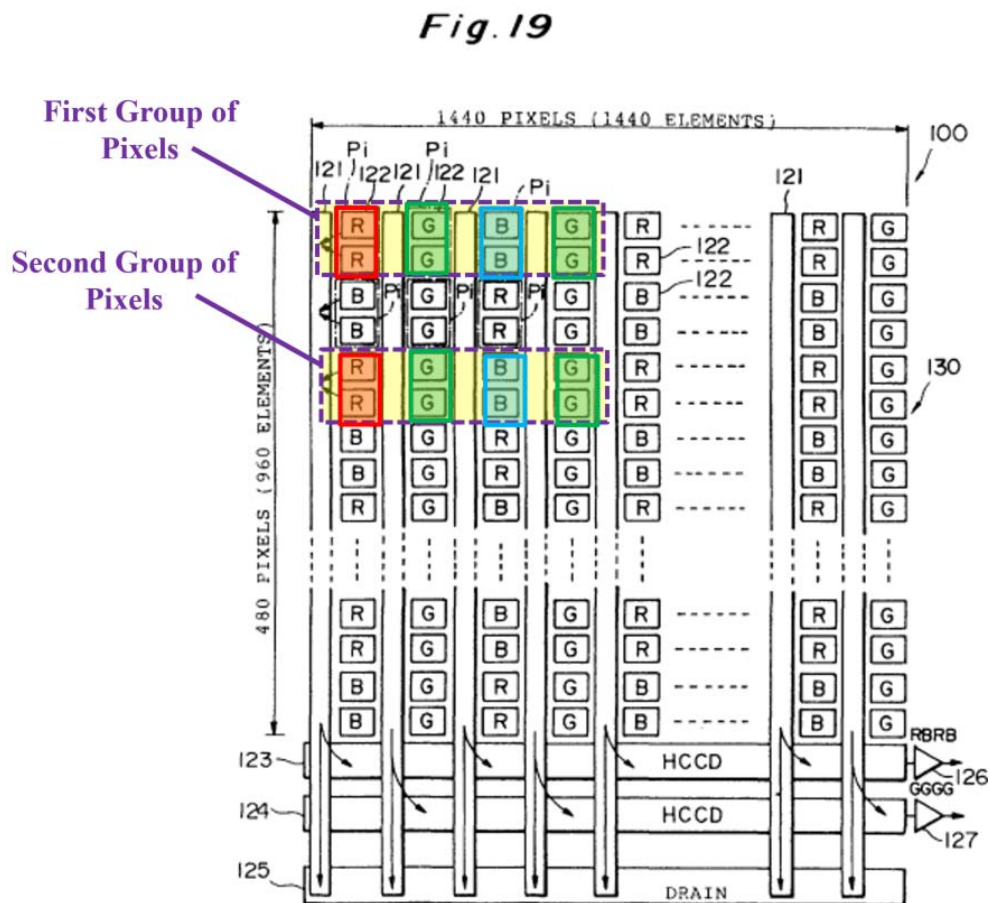 Fig.19
First Group of
Pixels
1440 PIXELS (1440 ELEMENTS)
100
Pi Pi
121 122 121 122 121 Pi 121
R G B G R R G
R G B G R 122 R G
Second Group of
Pixels
B Pi G Pi R Pi G B 122 B G
B G R G B B G
R G B G R R G
R G B G R R G
130
B G R G B B G
B G R G B B G
R G B G R R G
480 PIXELS (960 ELEMENTS)
R G B G R R G
R G B G R R G
B G R G B B G
B G R G B B G
RBRB
123 HCCD 126
GGGG
124 HCCD 127
125 DRAIN